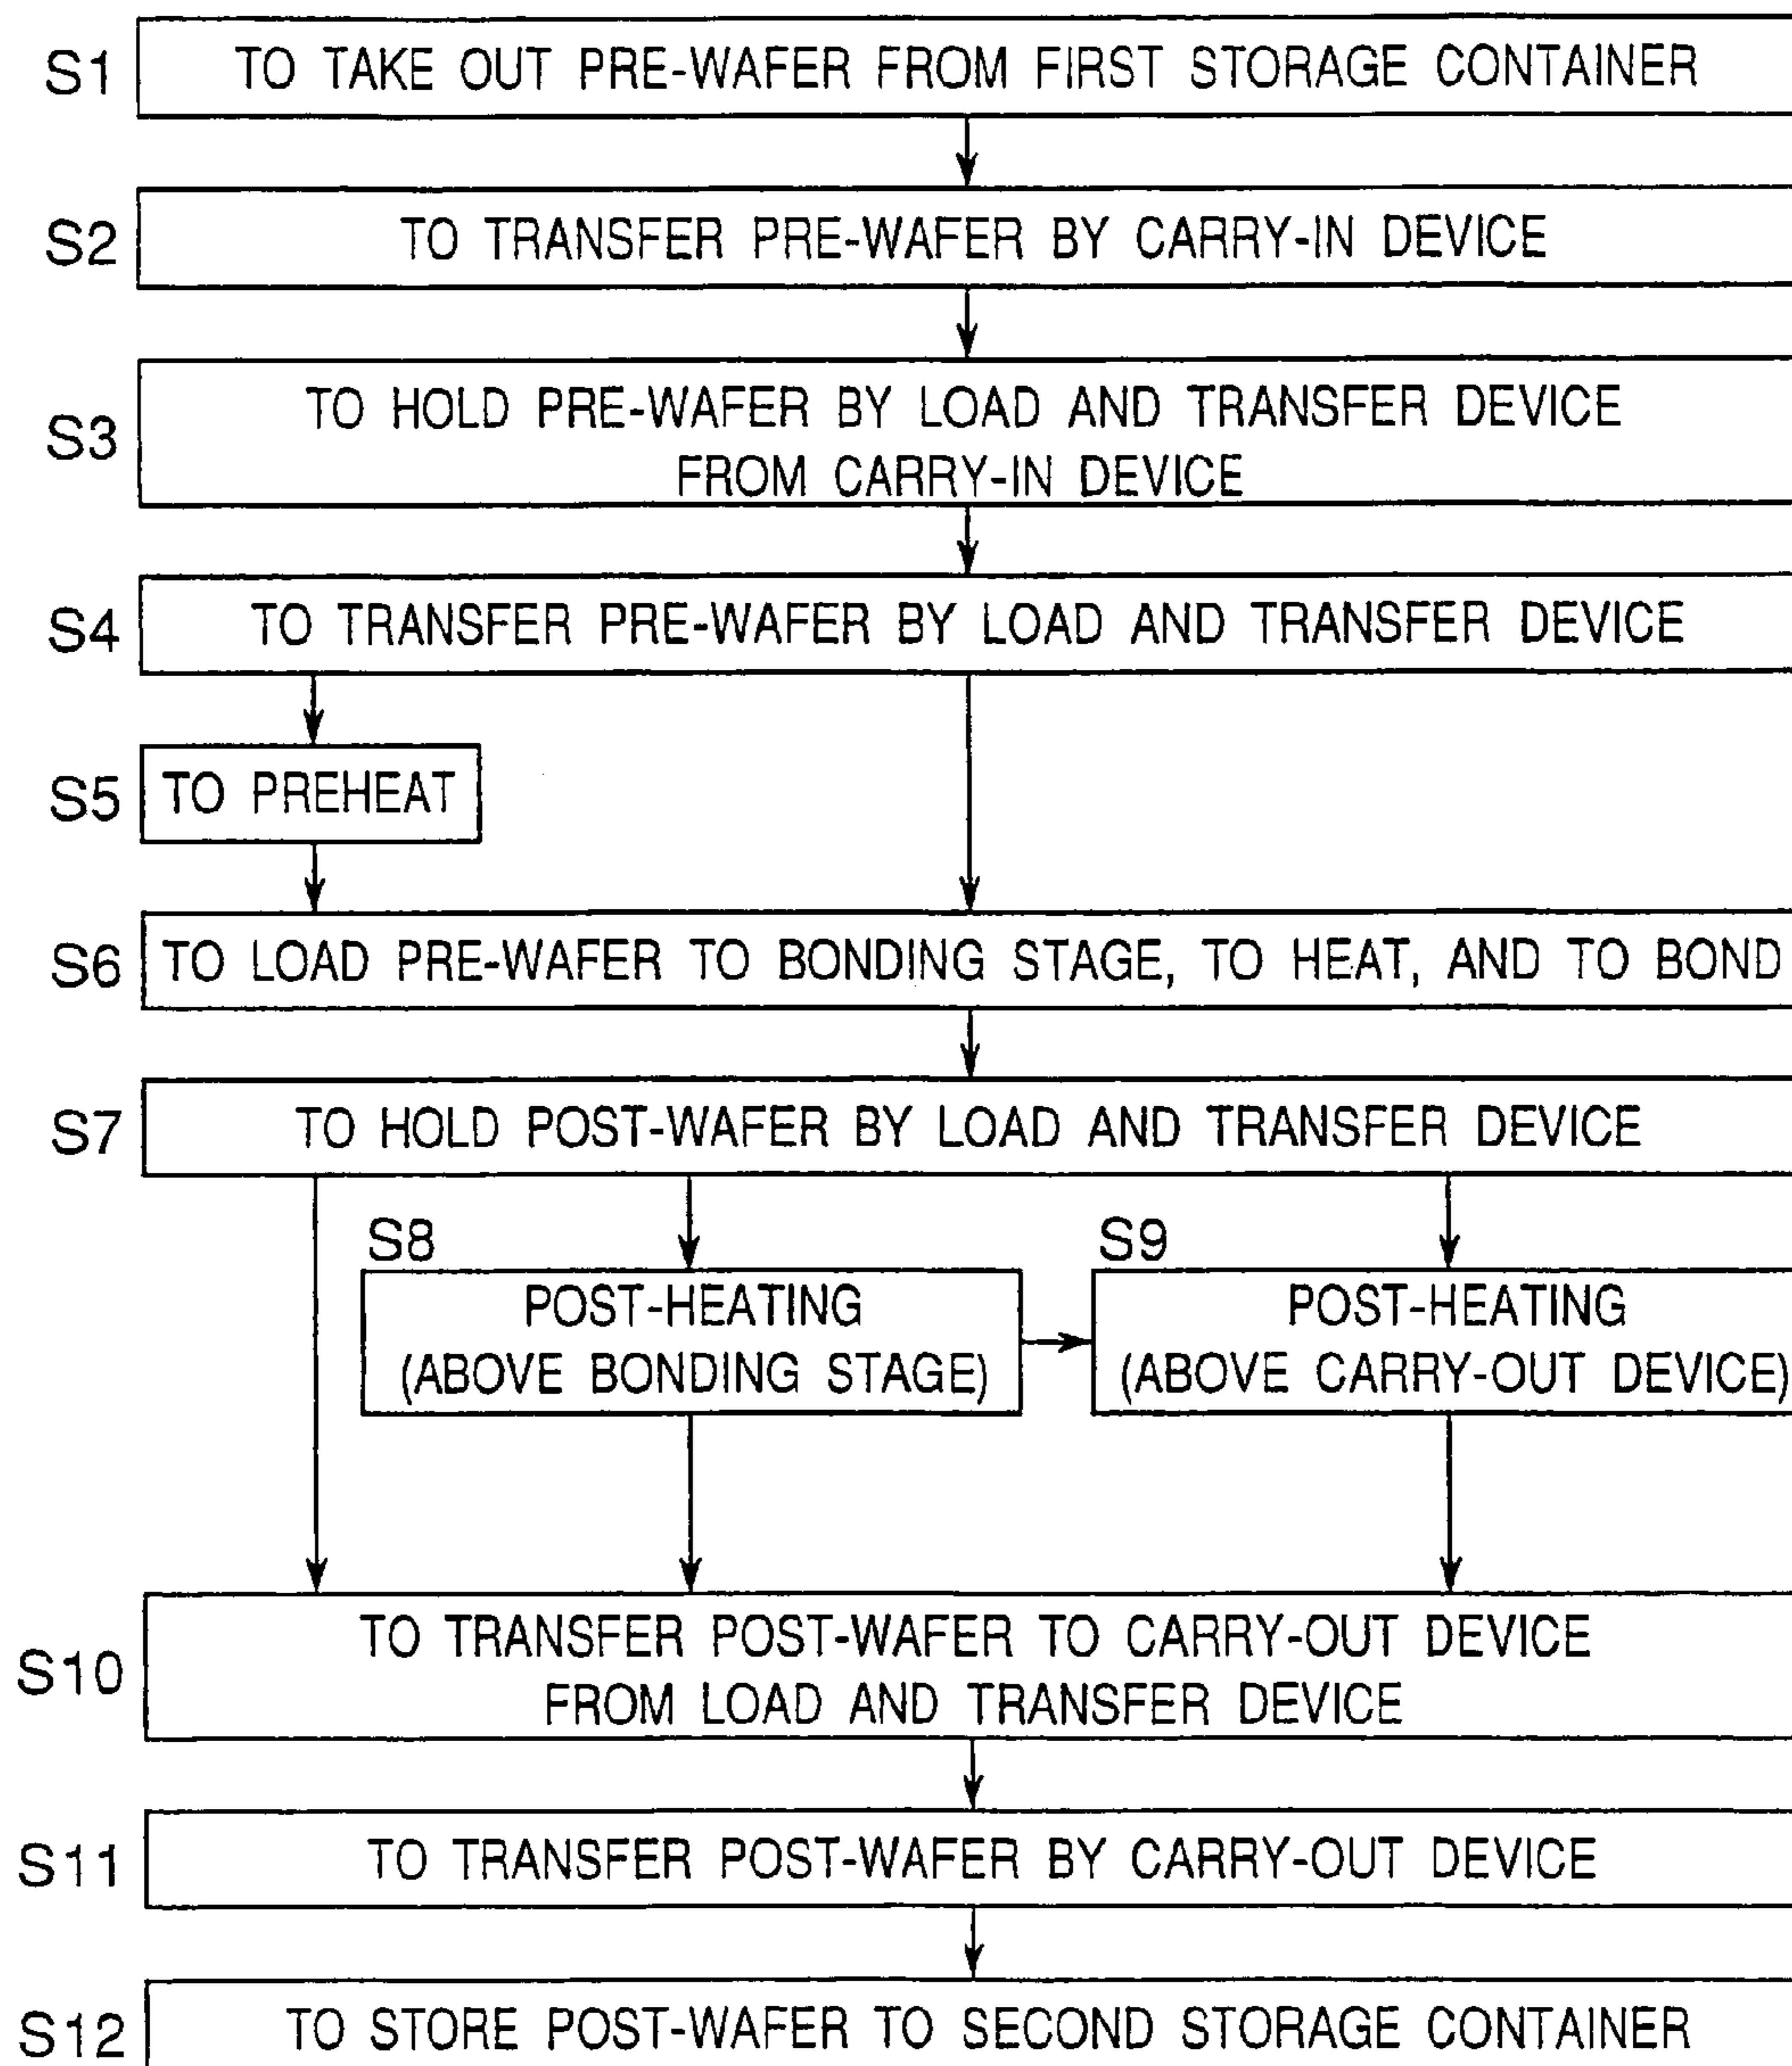 S1 TO TAKE OUT PRE-WAFER FROM FIRST STORAGE CONTAINER
S2 TO TRANSFER PRE-WAFER BY CARRY-IN DEVICE
S3 TO HOLD PRE-WAFER BY LOAD AND TRANSFER DEVICE
FROM CARRY-IN DEVICE
S4 TO TRANSFER PRE-WAFER BY LOAD AND TRANSFER DEVICE
S5 TO PREHEAT
S6 TO LOAD PRE-WAFER TO BONDING STAGE, TO HEAT, AND TO BOND
S7 TO HOLD POST-WAFER BY LOAD AND TRANSFER DEVICE
S8
POST-HEATING
(ABOVE BONDING STAGE)
S9
POST-HEATING
(ABOVE CARRY-OUT DEVICE)
S10 TO TRANSFER POST-WAFER TO CARRY-OUT DEVICE
FROM LOAD AND TRANSFER DEVICE
S11 TO TRANSFER POST-WAFER BY CARRY-OUT DEVICE
S12 TO STORE POST-WAFER TO SECOND STORAGE CONTAINER